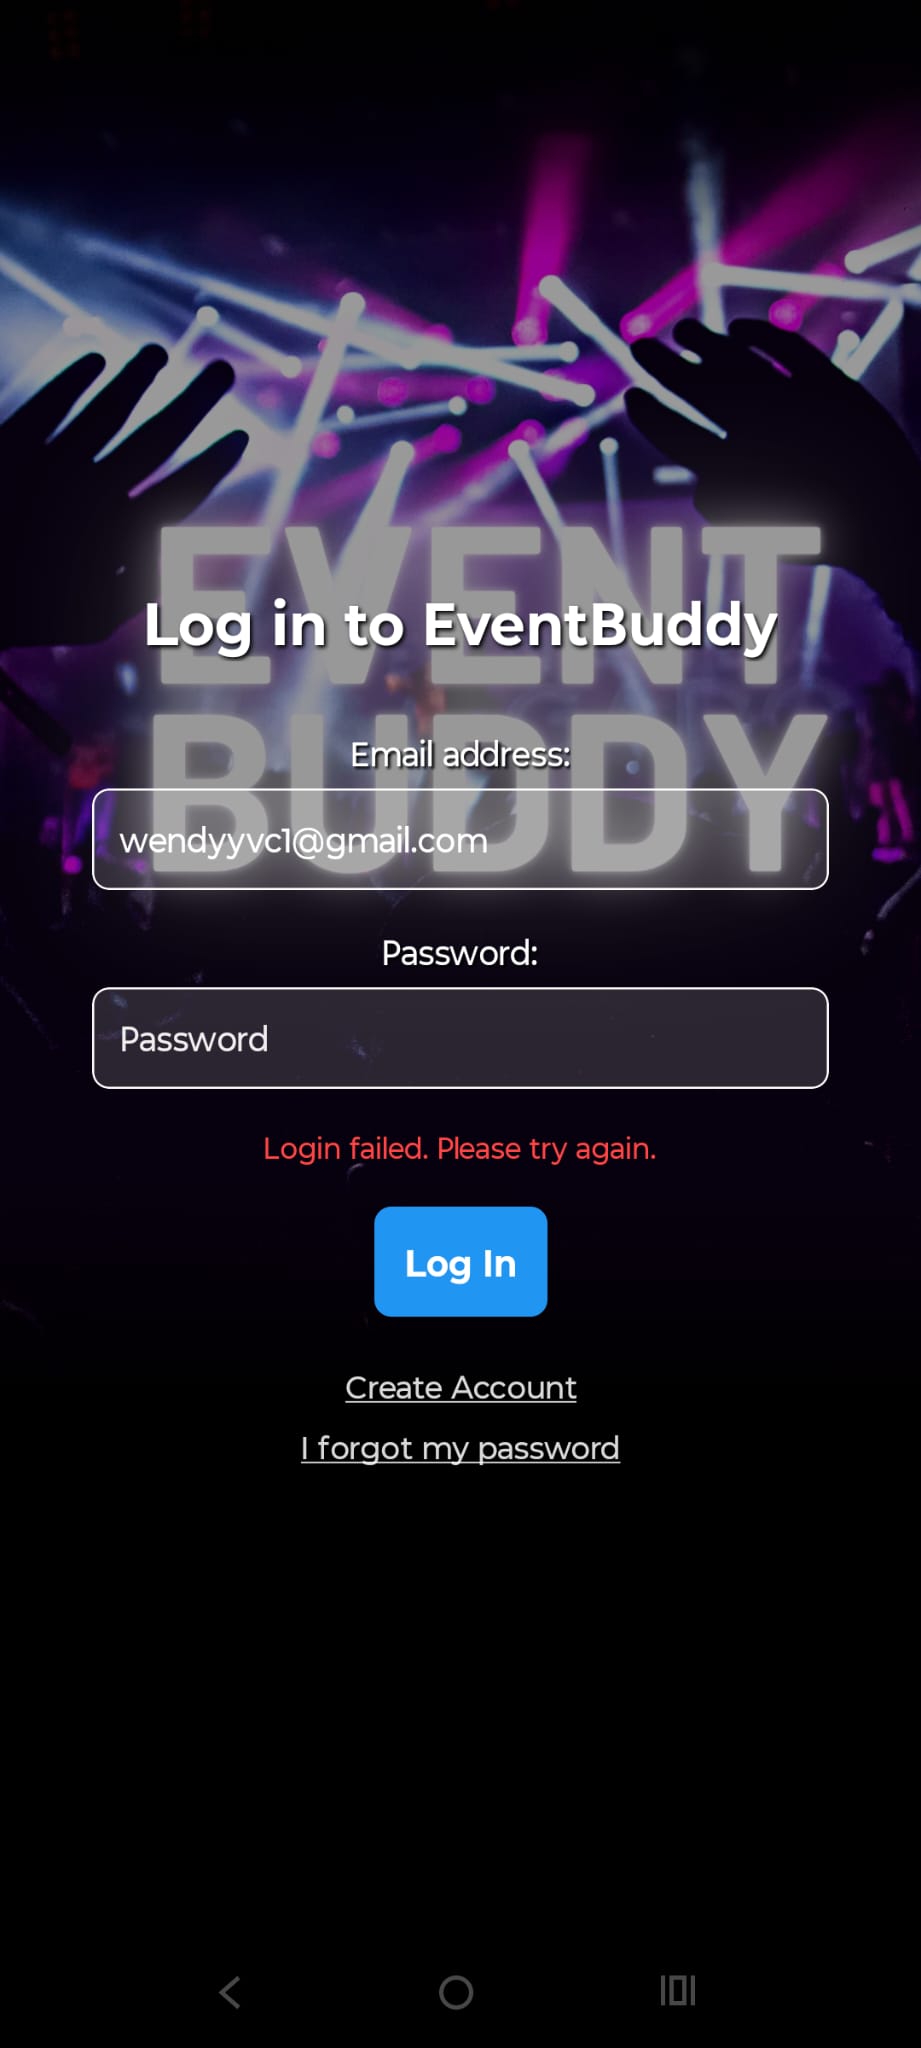 EVENT
BUDDY
Log in to EventBuddy
Email address:
wendyyvc1@gmail.com
Password:
Password
Login failed. Please try again.
Log In
Create Account
I forgot my password